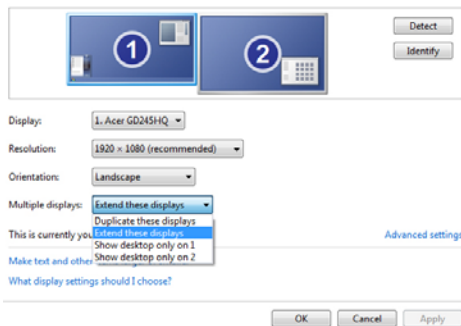 1
2
Detect
Identify
Display: 1. Acer GD245HQ
Resolution: 1920 × 1080 (recommended)
Orientation: Landscape
Multiple displays: Extend these displays
Duplicate these displays
This is currently you
Extend these displays
Advanced settings
Show desktop only on 1
Make text and other
Show desktop only on 2
What display settings should I choose?
OK Cancel Apply